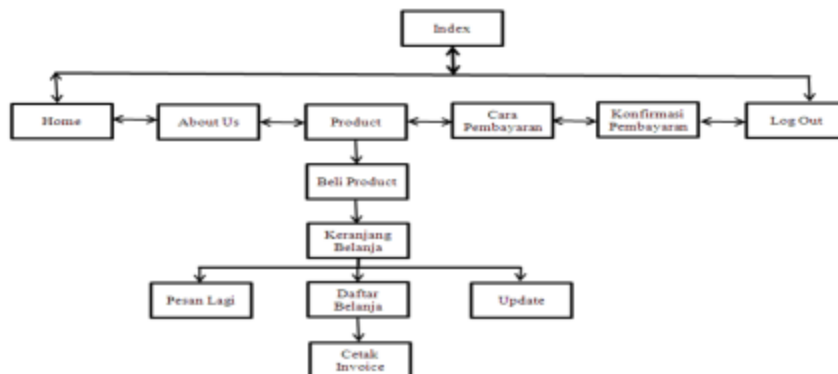 Index
Home
About Us
Product
Cara
Pembayaran
Konfirmasi
Pembayaran
Log Out
Beli Product
Keranjang
Belanja
Pesan Lagi
Daftar
Belanja
Update
Cetak
Invoice